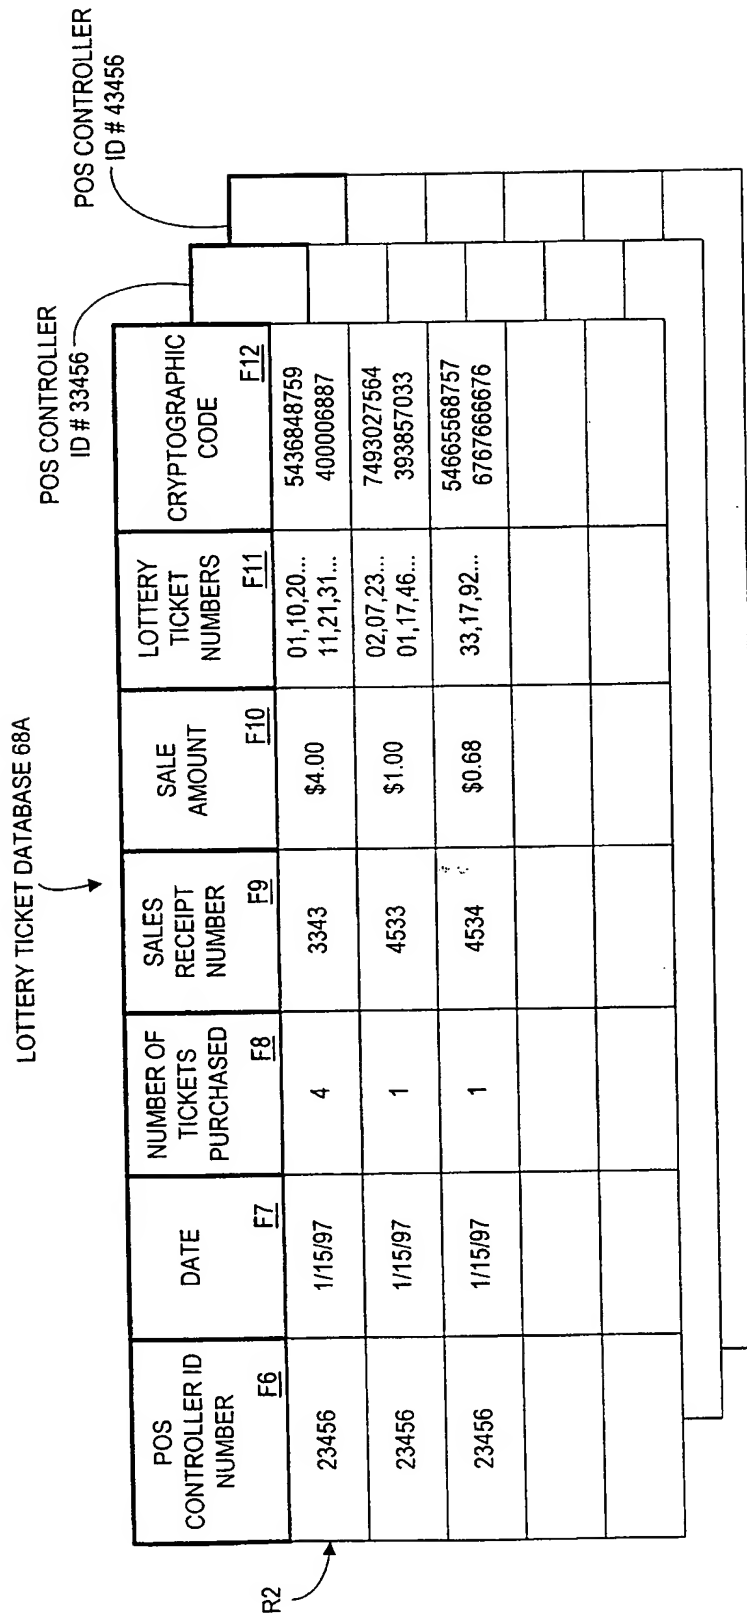 LOTTERY TICKET DATABASE 68A
POS CONTROLLER
ID # 33456
POS CONTROLLER
ID # 43456
POS
CONTROLLER ID
NUMBER
F6
DATE
F7
NUMBER OF
TICKETS
PURCHASED
F8
SALES
RECEIPT
NUMBER
F9
SALE
AMOUNT
F10
LOTTERY
TICKET
NUMBERS
F11
CRYPTOGRAPHIC
CODE
F12
R2
23456
1/15/97
4
3343
$4.00
01,10,20...
11,21,31...
5436848759
400006887
23456
1/15/97
1
4533
$1.00
02,07,23...
01,17,46...
7493027564
393857033
23456
1/15/97
1
4534
$0.68
33,17,92...
54665568757
6767666676